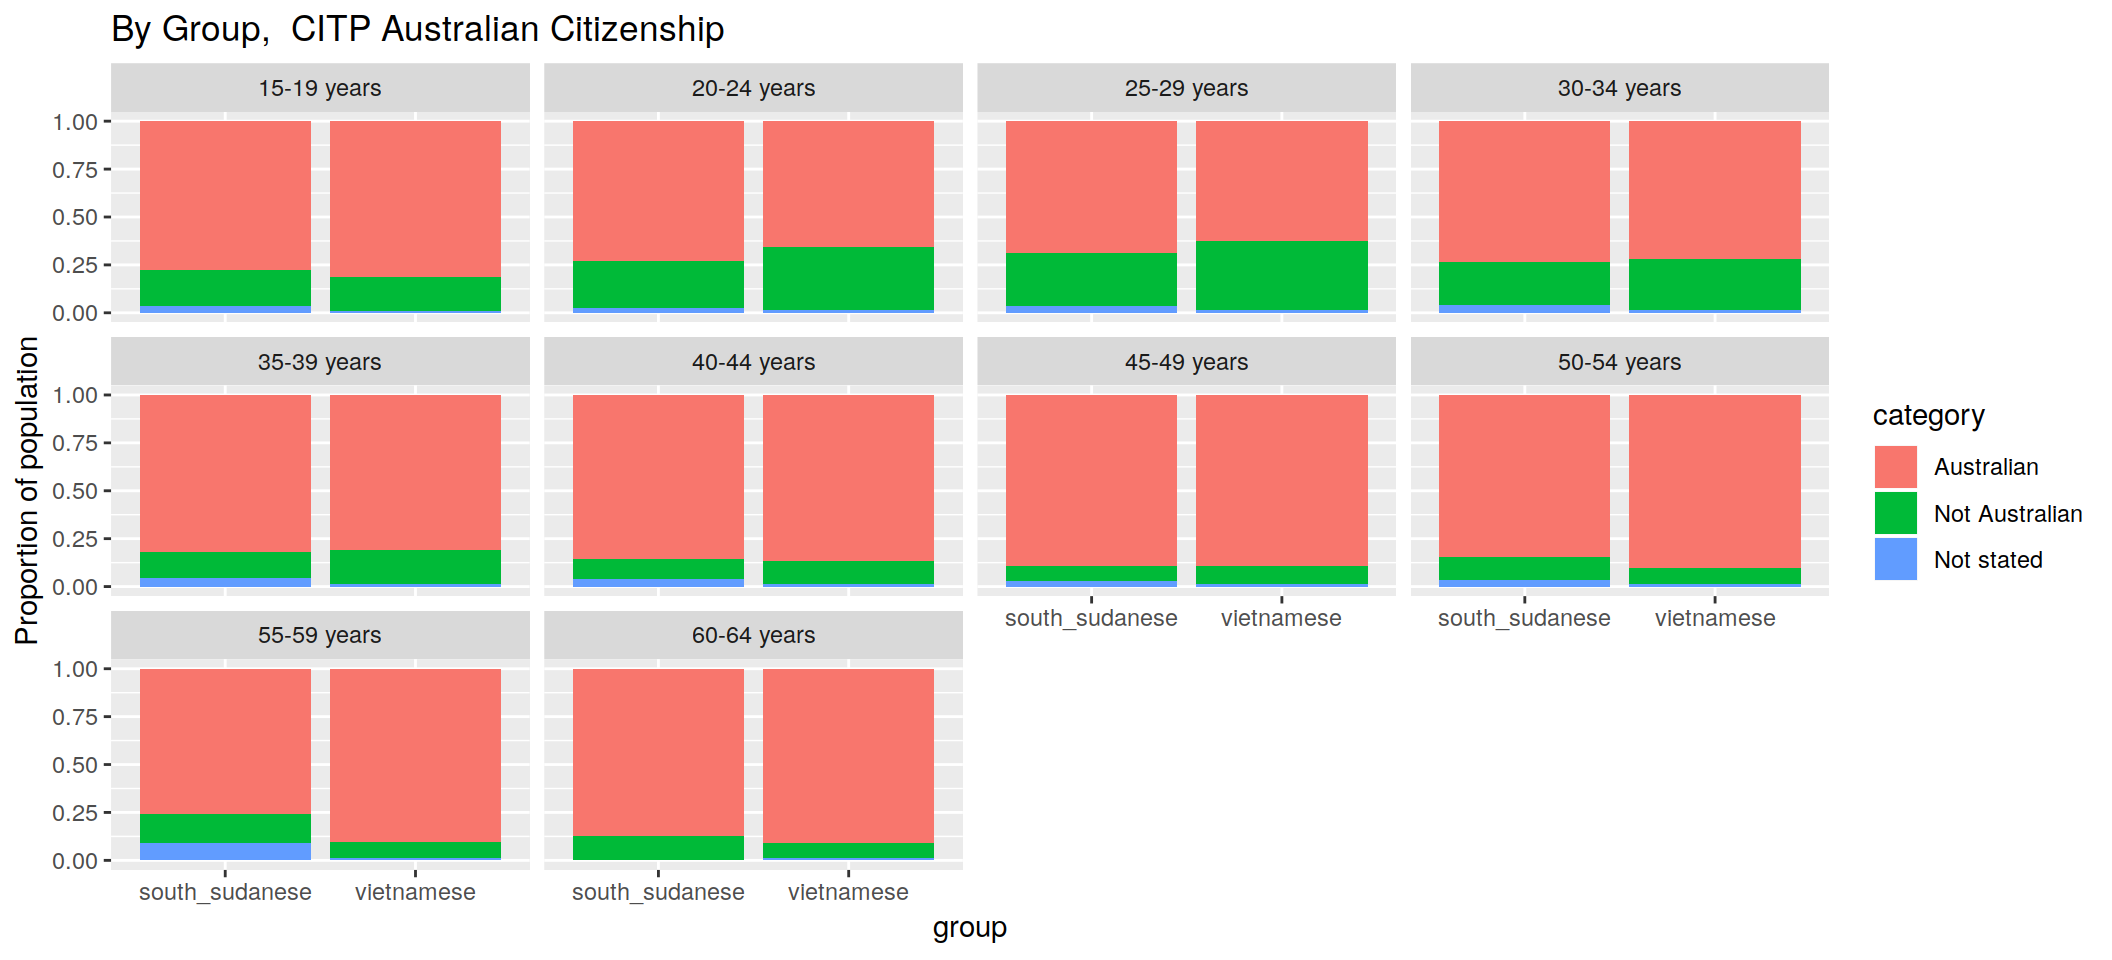 By Group,  CITP Australian Citizenship
15-19 years
20-24 years
25-29 years
30-34 years
1.00
0.75
0.50
0.25
0.00
35-39 years
40-44 years
45-49 years
50-54 years
1.00
0.75
0.50
0.25
0.00
south_sudanese
vietnamese
south_sudanese
vietnamese
55-59 years
60-64 years
1.00
0.75
0.50
0.25
0.00
south_sudanese
vietnamese
south_sudanese
vietnamese
group
Proportion of population
category
Australian
Not Australian
Not stated